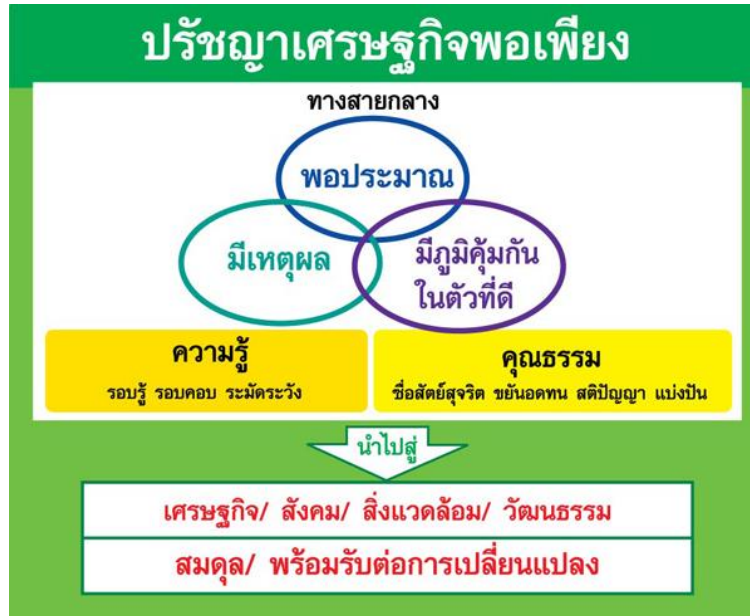 ปรัชญาเศรษฐกิจพอเพียง
ทางสายกลาง
พอประมาณ
มีเหตุผล
มีภูมิคุ้มกัน
ในตัวที่ดี
ความรู้
รอบรู้ รอบคอบ ระมัดระวัง
คุณธรรม
ซื่อสัตย์สุจริต ขยันอดทน สติปัญญา แบ่งปัน
นำไปสู่
เศรษฐกิจ/ สังคม/ สิ่งแวดล้อม/ วัฒนธรรม
สมดุล/ พร้อมรับต่อการเปลี่ยนแปลง